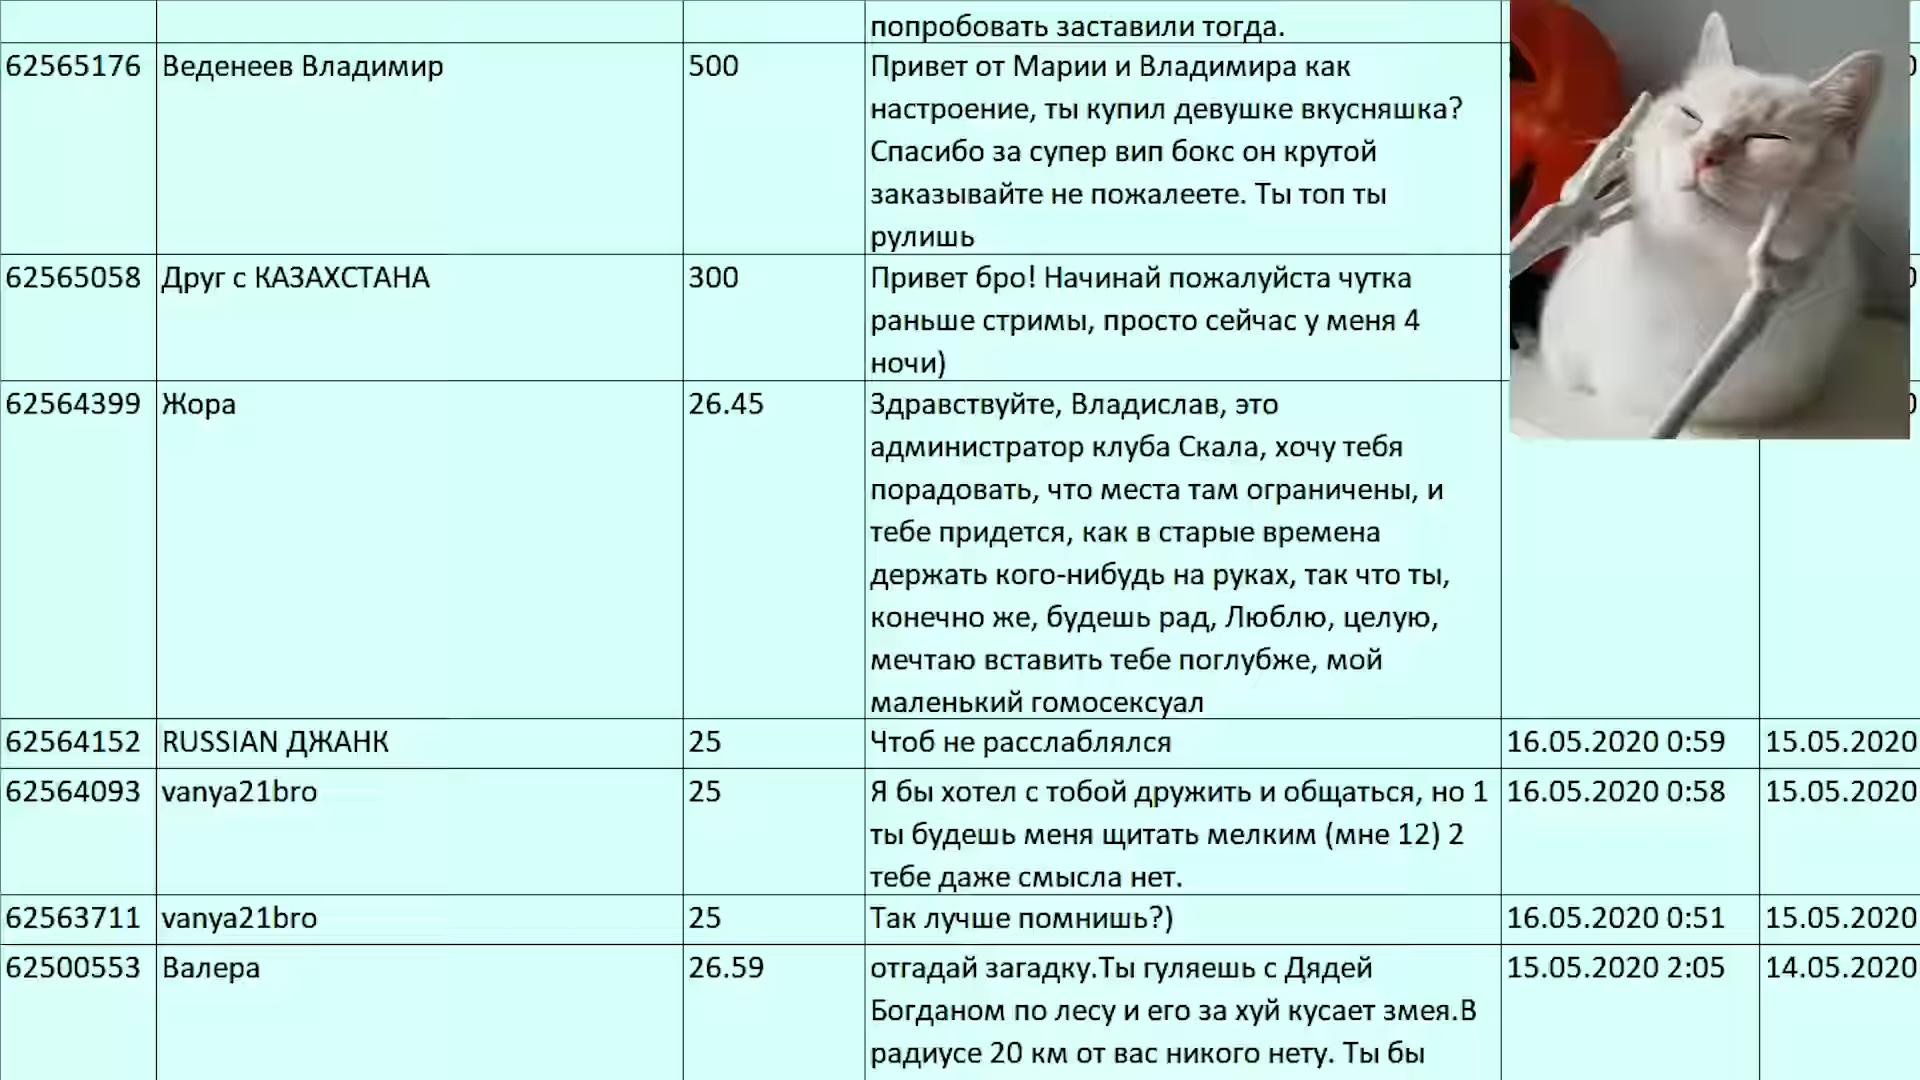 попробовать заставили тогда.
62565176 Веденеев Владимир 500 Привет от Марии и Владимира как
настроение, ты купил девушке вкусняшка?
Спасибо за супер вип бокс он крутой
заказывайте не пожалеете. Ты топ ты
рулишь
62565058 Друг с КАЗАХСТАНА 300 Привет бро! Начинай пожалуйста чутка
раньше стримы, просто сейчас у меня 4
ночи)
62564399 Жора 26.45 Здравствуйте, Владислав, это
администратор клуба Скала, хочу тебя
порадовать, что места там ограничены, и
тебе придется, как в старые времена
держать кого-нибудь на руках, так что ты,
конечно же, будешь рад, Люблю, целую,
мечтаю вставить тебе поглубже, мой
маленький гомосексуал
62564152 RUSSIAN ДЖАНК 25 Чтоб не расслаблялся 16.05.2020 0:59 15.05.2020
62564093 vanya21bro 25 Я бы хотел с тобой дружить и общаться, но 1 16.05.2020 0:58 15.05.2020
ты будешь меня щитать мелким (мне 12) 2
тебе даже смысла нет.
62563711 vanya21bro 25 Так лучше помнишь?) 16.05.2020 0:51 15.05.2020
62500553 Валера 26.59 отгадай загадку.Ты гуляешь с Дядей 15.05.2020 2:05 14.05.2020
Богданом по лесу и его за хуй кусает змея.В
радиусе 20 км от вас никого нету. Ты бы